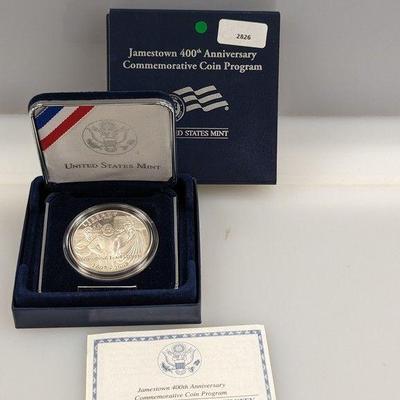 2826
Jamestown 400th Anniversary
Commemorative Coin Program
UNITED STATES MINT
UNITED STATES MINT
LIBERTY
Jamestown 400th Anniversary
Commemorative Coin Program